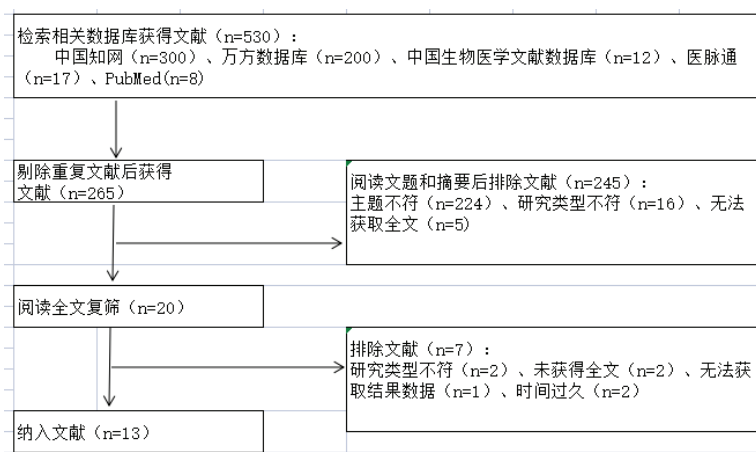 检索相关数据库获得文献（n=530）:
中国知网（n=300）、万方数据库（n=200）、中国生物医学文献数据库（n=12）、医脉通
（n=17）、PubMed(n=8)
剔除重复文献后获得
文献（n=265）
阅读文题和摘要后排除文献（n=245）:
主题不符（n=224）、研究类型不符（n=16）、无法
获取全文（n=5)
阅读全文复筛（n=20）
排除文献（n=7）:
研究类型不符（n=2）、未获得全文（n=2）、无法获
取结果数据（n=1）、时间过久（n=2）
纳入文献（n=13）